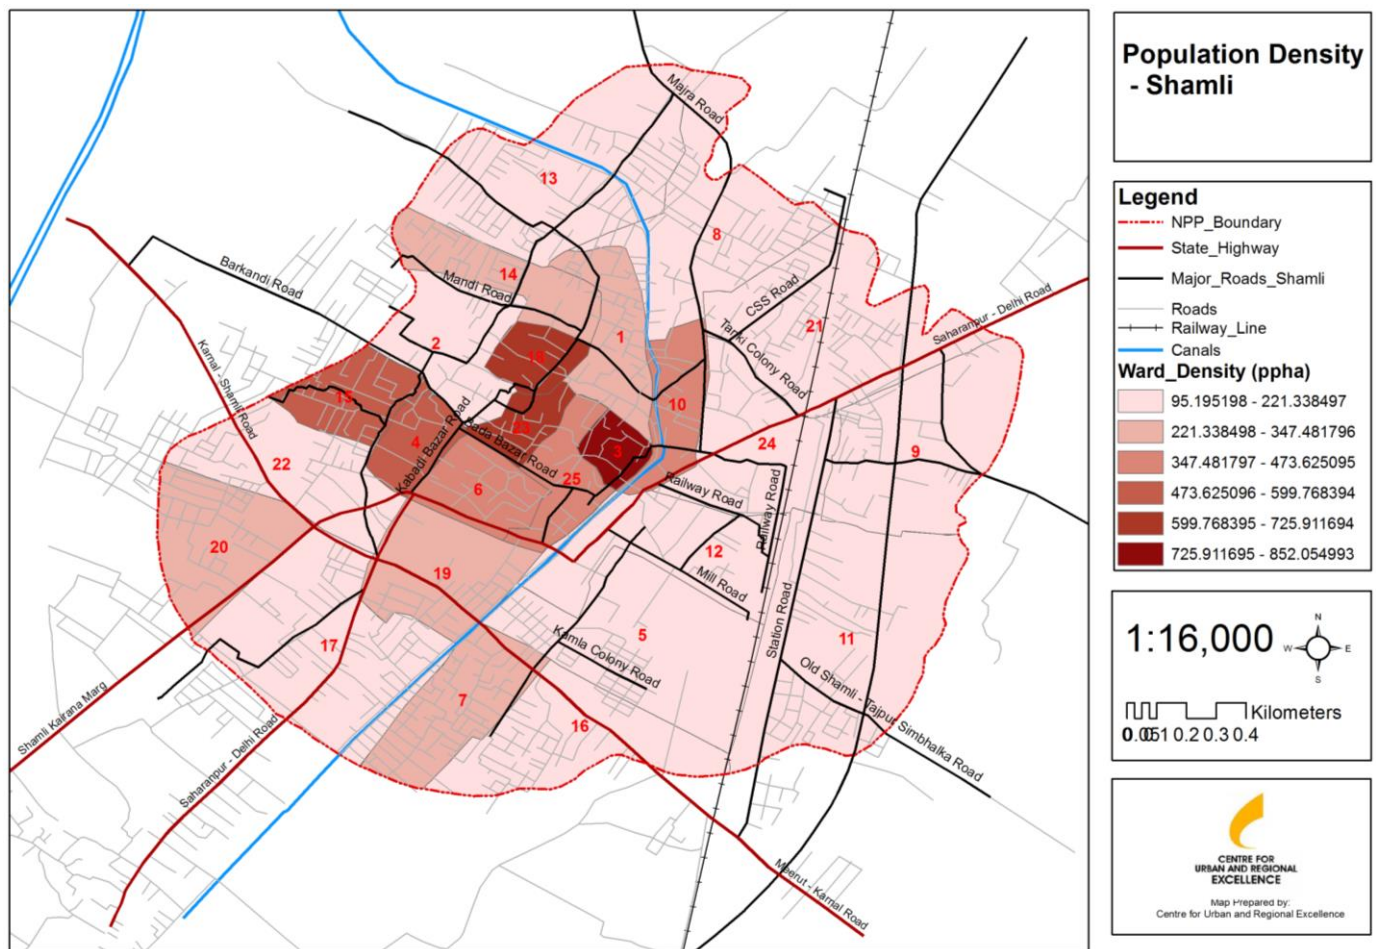 Population Density
- Shamli
Legend
NPP_Boundary
State_Highway
Major_Roads_Shamli
Roads
Railway_Line
Canals
Ward_Density (ppha)
95.195198 - 221.338497
221.338498 - 347.481796
347.481797 - 473.625095
473.625096 - 599.768394
599.768395 - 725.911694
725.911695 - 852.054993
1:16,000
N
W
E
S
Kilometers
0.2 0.3 0.4
CENTRE FOR
URBAN AND REGIONAL
EXCELLENCE
Map Prepared by:
Centre for Urban and Regional Excellence
Majra Road
13
8
Barkandi Road
14
Mandi Road
CSS Road
Saharanpur - Delhi Road
21
1
Tanki Colony Road
2
Karnal - Shamli Road
10
4
Kabadi Bazar Road
3
24
9
22
25
6
Railway Road
Railway Road
20
12
19
Mill Road
Station Road
17
Kamla Colony Road
5
11
Old Shamli - Tajpur Simbhalka Road
7
16
Shamli Kairana Marg
Saharanpur - Delhi Road
Meerut - Karnal Road